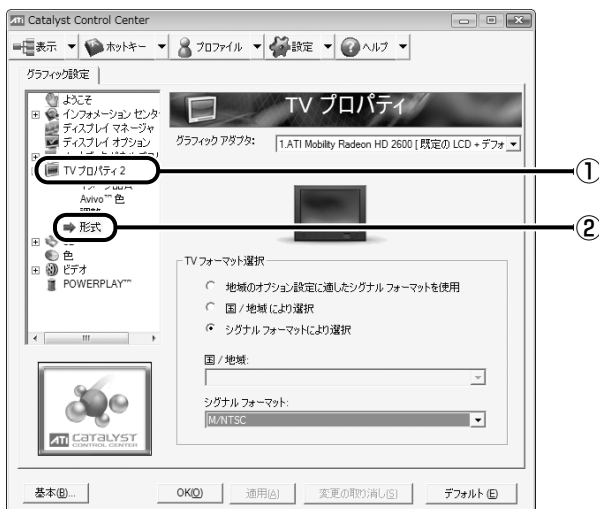 Catalyst Control Center
表示 ホットキー プロファイル 設定 ヘルプ
グラフィック設定
ようこそ
インフォメーション センタ
ディスプレイ マネージャ
ディスプレイ オプション
TV プロパティ 2
Avivo™ 色
形式
色
ビデオ
POWERPLAY™
ATI CATALYST
CONTROL CENTER
TV プロパティ
グラフィック アダプタ:
1.ATI Mobility Radeon HD 2600 [ 既定の LCD + デフォ
TV フォーマット選択
地域のオプション設定に適したシグナル フォーマットを使用
国 / 地域 により選択
シグナル フォーマットにより選択
国 / 地域:
シグナル フォーマット:
M/NTSC
①
②
基本(B)... OK(O) 適用(A) 変更の取り消し(S) デフォルト (E)